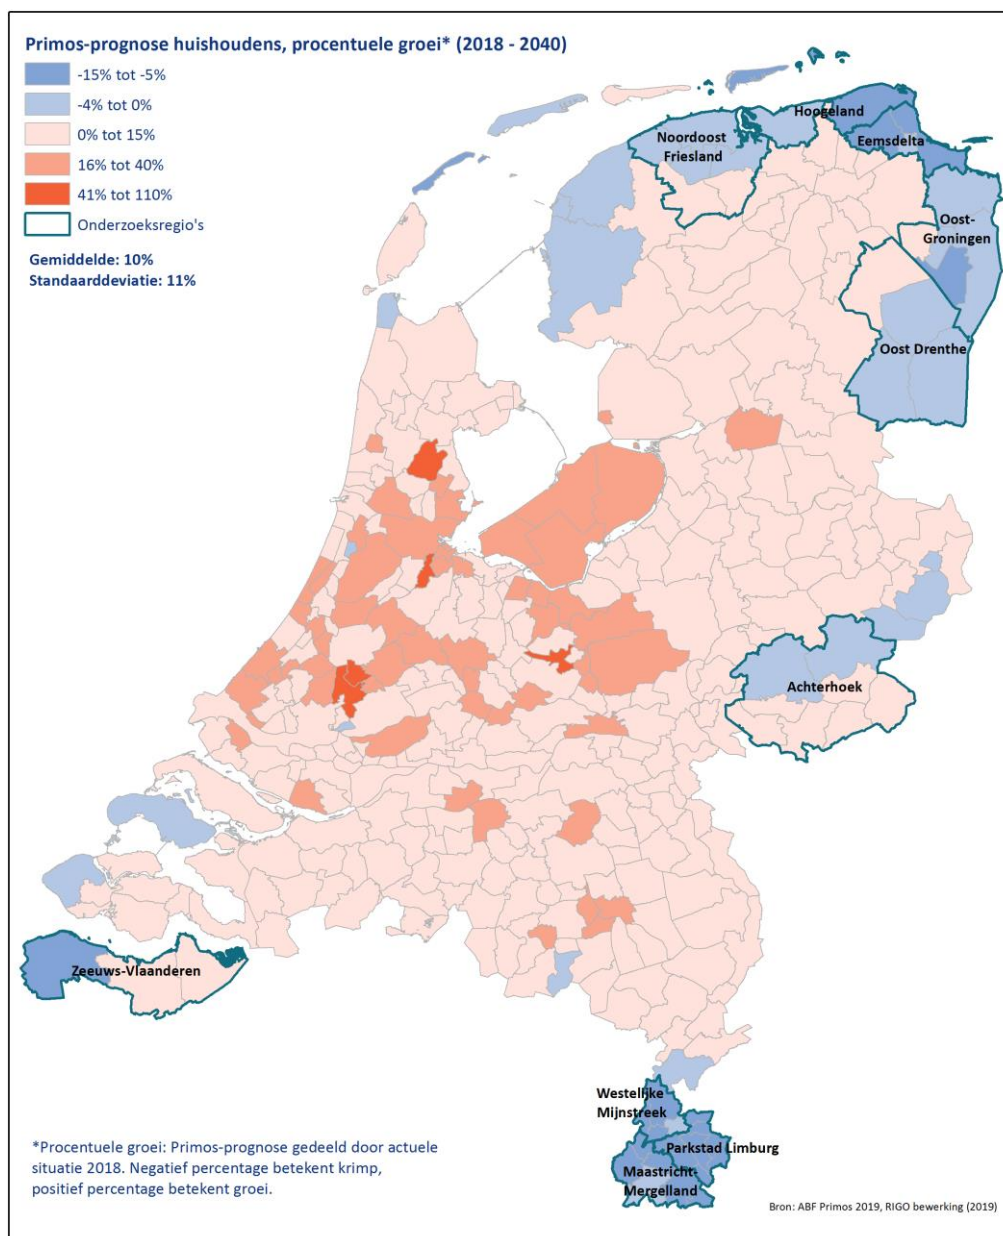 Primos-prognose huishoudens, procentuele groei* (2018 - 2040)
-15% tot -5%
-4% tot 0%
0% tot 15%
16% tot 40%
41% tot 110%
Onderzoeksregio's
Gemiddelde: 10%
Standaarddeviatie: 11%
Hoogeland
Noordoost
Friesland
Eemsdelta
Oost-
Groningen
Oost Drenthe
Achterhoek
Zeeuws-Vlaanderen
Westelijke
Mijnstreek
Parkstad Limburg
Maastricht-
Mergelland
*Procentuele groei: Primos-prognose gedeeld door actuele
situatie 2018. Negatief percentage betekent krimp,
positief percentage betekent groei.
Bron: ABF Primos 2019, RIGO bewerking (2019)